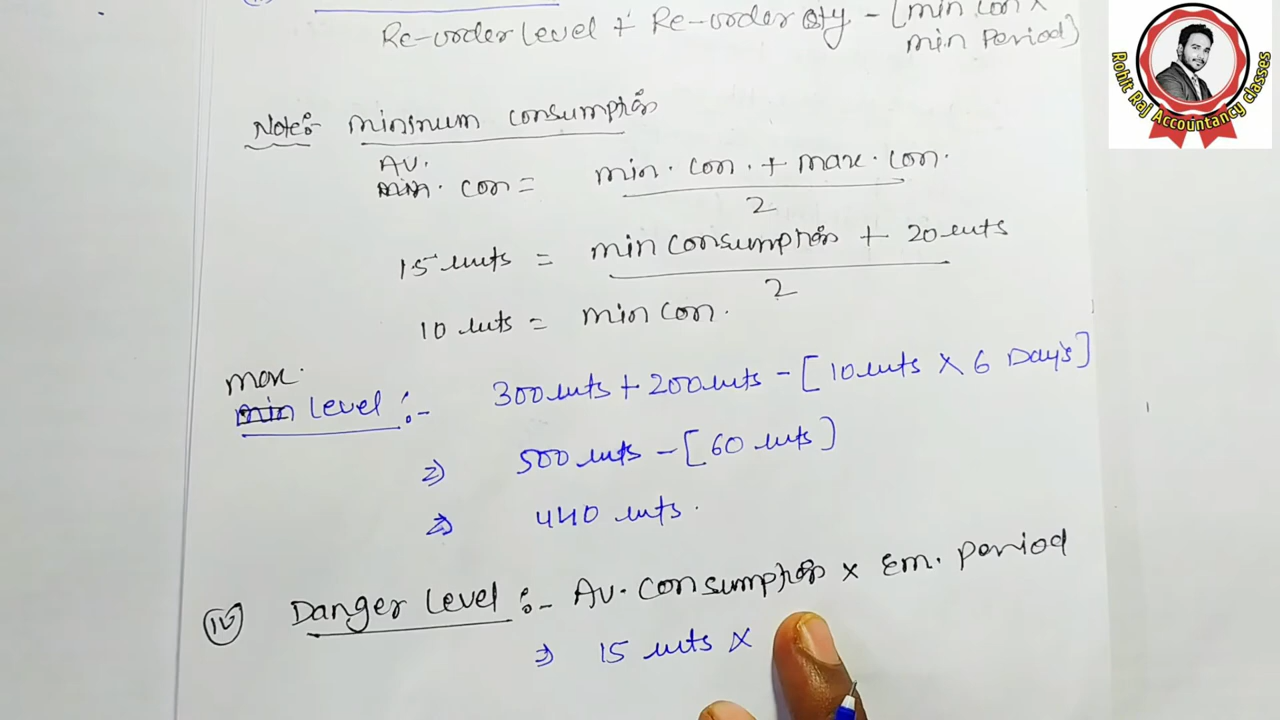 Re-order level + Re-order Qty - [min con x
min Period]
Note:- minimum consumption
Av.
min. con = min. con. + max. con.
2
15 units = min consumption + 20 units
2
10 units = min con.
max.
min level :- 300 units + 200 units - [10 units x 6 Days]
=) 500 units - [60 units]
=) 440 units.
(iv) Danger level :- Av. consumption x Em. period
=) 15 units x
Rohit Raj Accountancy classes